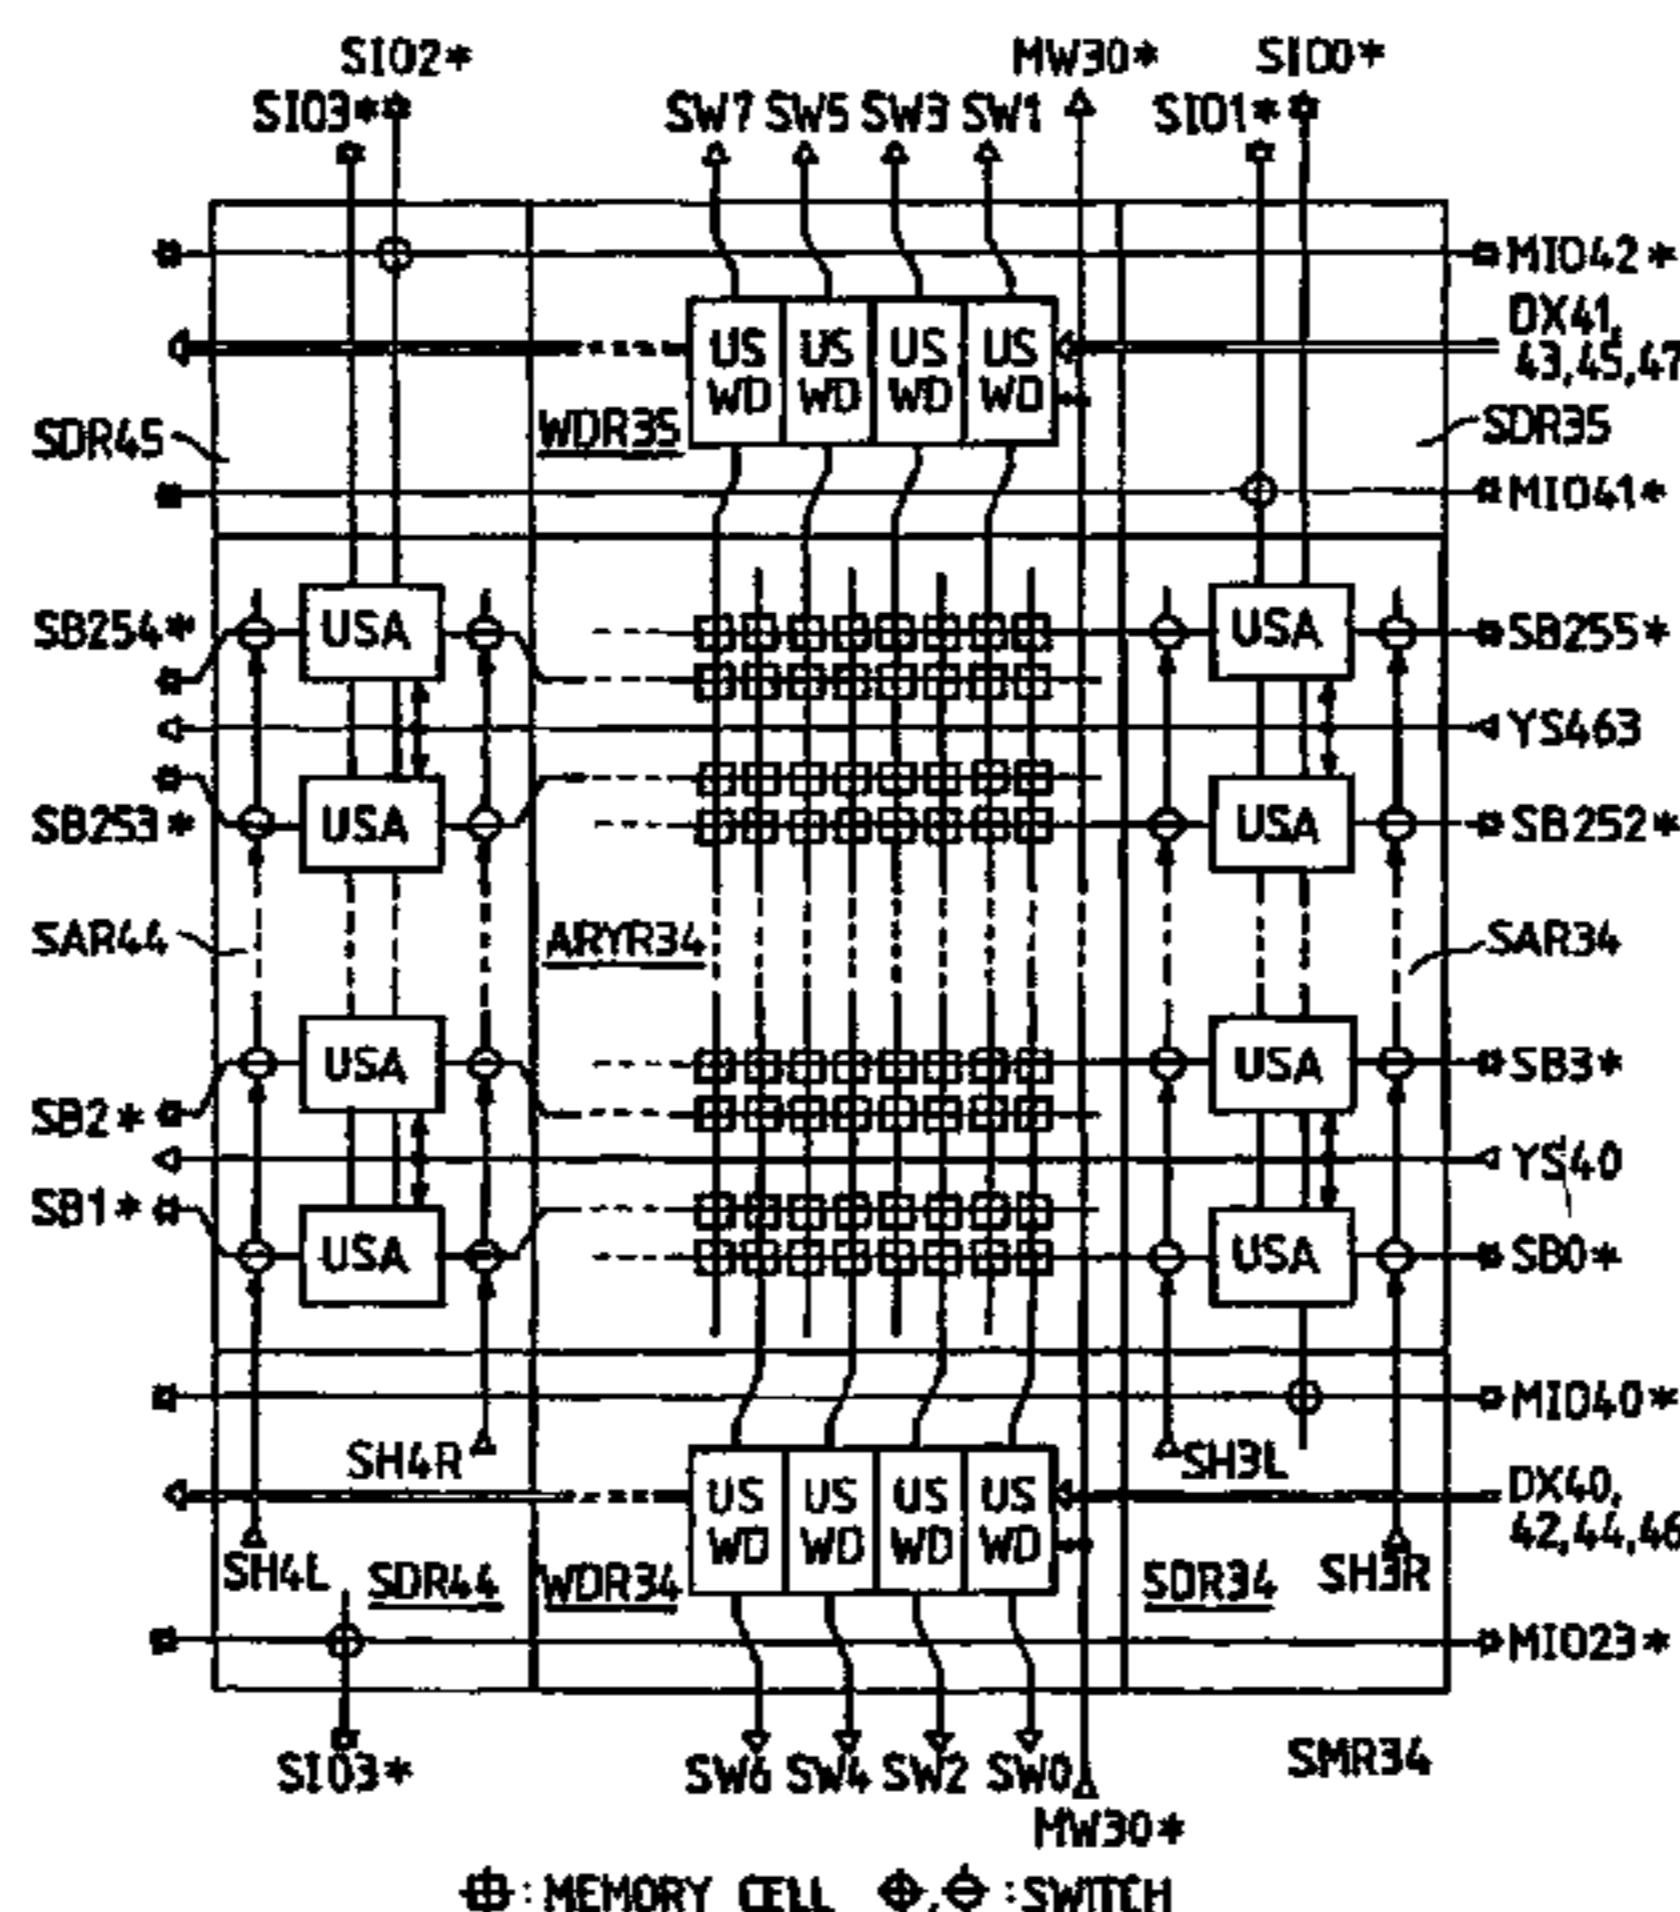 SIO2* MW30* SIO0*
SIO3* SW7 SW5 SW3 SW1 SIO1*
MIO42*
US US US US DX41,
WD WD WD WD 43,45,47
SDR45 WDR35 SDR35
MIO41*
SB254* USA USA SB255*
YS463
SB253* USA USA SB252*
SAR44 ARYR34 SAR34
USA USA SB3*
SB2*
YS40
SB1*
USA USA SB0*
MIO40*
SH4R SH3L
US US US US DX40,
WD WD WD WD 42,44,46
SH4L SDR44 WDR34 SDR34 SH3R
MIO23*
SIO3* SW6 SW4 SW2 SW0 SMR34
MW30*
: MEMORY CELL , : SWITCH